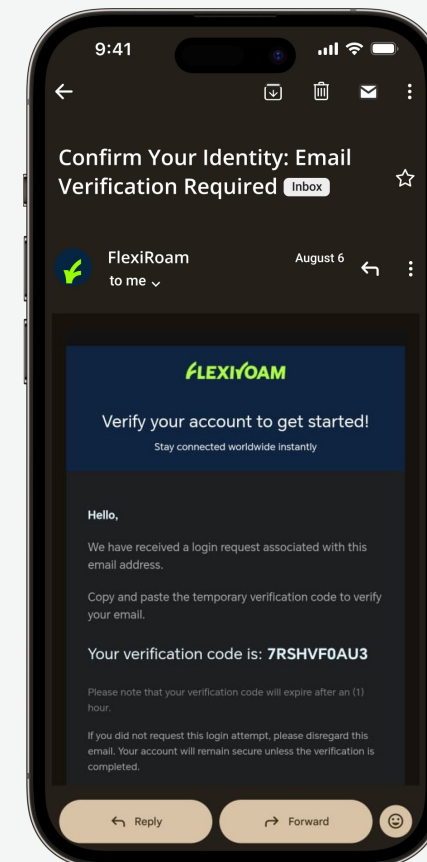 9:41
Confirm Your Identity: Email
Verification Required Inbox
FlexiRoam August 6
to me
FLEXIROAM
Verify your account to get started!
Stay connected worldwide instantly
Hello,
We have received a login request associated with this
email address.
Copy and paste the temporary verification code to verify
your email.
Your verification code is: 7RSHVF0AU3
Please note that your verification code will expire after an (1)
hour.
If you did not request this login attempt, please disregard this
email. Your account will remain secure unless the verification is
completed.
Reply Forward